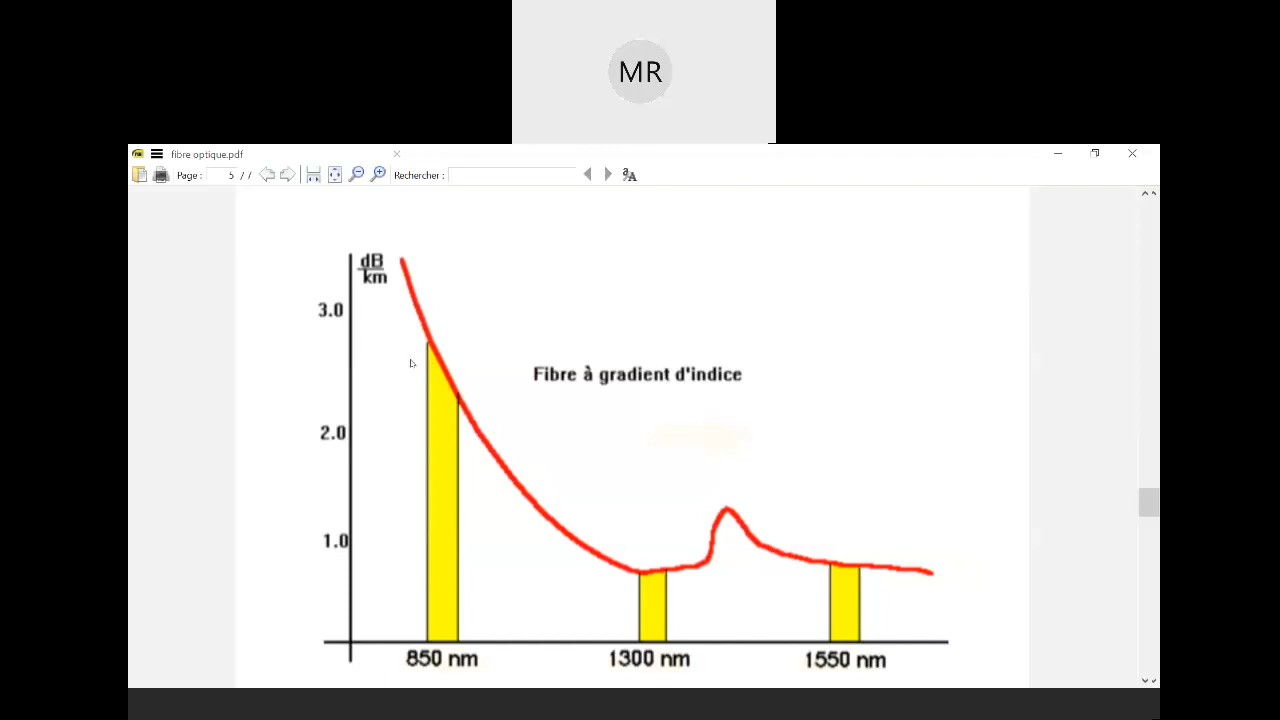 MR
fibre optique.pdf
Page : 5 / 7 Rechercher :
dB
km
3.0
Fibre à gradient d'indice
2.0
1.0
850 nm 1300 nm 1550 nm